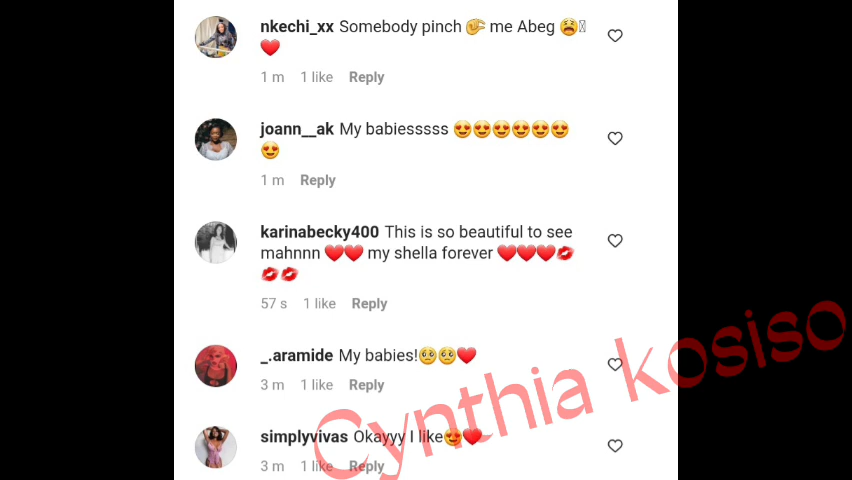 nkechi_xx Somebody pinch 🫴 me Abeg 😫
❤️
1 m 1 like Reply
joann__ak My babiesssss 😍😍😍😍😍😍
😍
1 m Reply
karinabecky400 This is so beautiful to see
mahnnn ❤️❤️ my shella forever ❤️❤️❤️💋
💋💋
57 s 1 like Reply
_.aramide My babies!🥺🥺❤️
3 m 1 like Reply
simplyvivas Okayyy I like😍❤️
3 m 1 like Reply
Cynthia kosiso